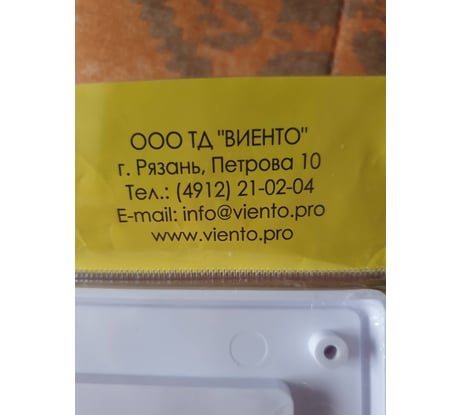 ООО ТД "ВИЕНТО"
г. Рязань, Петрова 10
Тел.: (4912) 21-02-04
E-mail: info@viento.pro
www.viento.pro